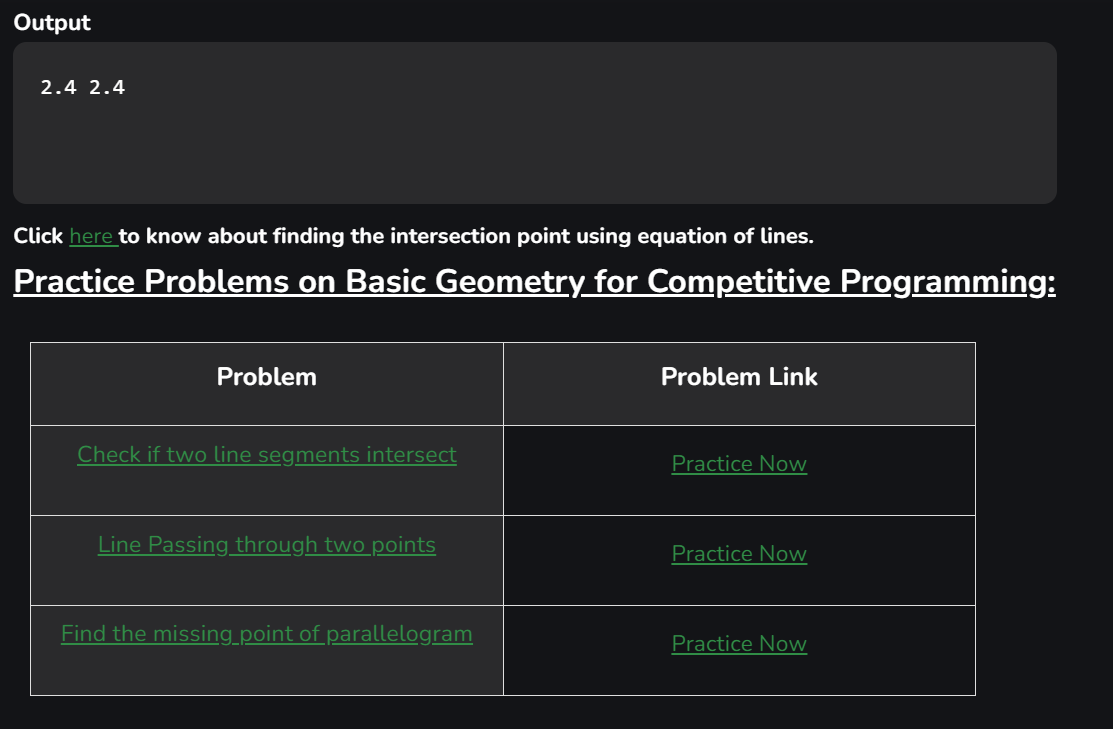 Output
2.4 2.4
Click here to know about finding the intersection point using equation of lines.
Practice Problems on Basic Geometry for Competitive Programming:
Problem
Problem Link
Check if two line segments intersect
Practice Now
Line Passing through two points
Practice Now
Find the missing point of parallelogram
Practice Now